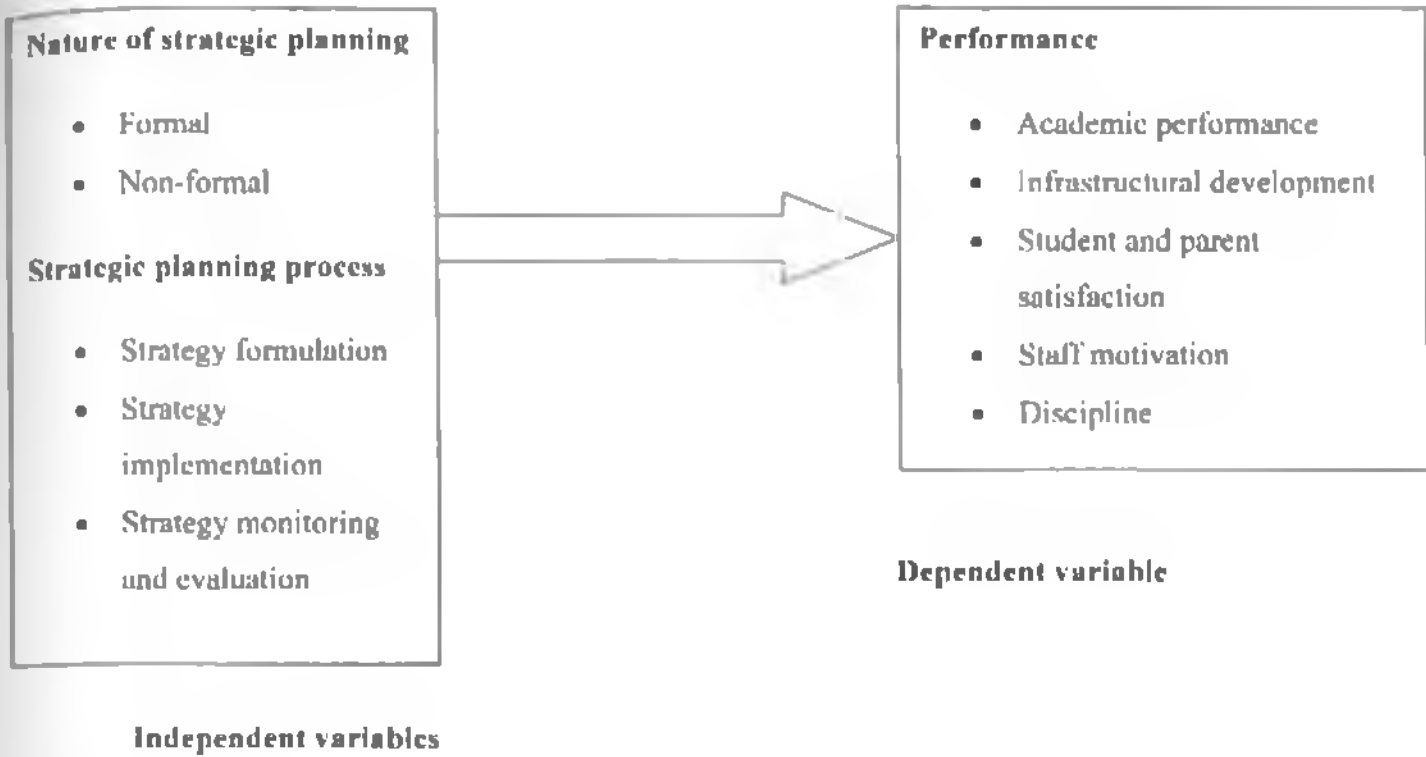 Nature of strategic planning
• Formal
• Non-formal
Strategic planning process
• Strategy formulation
• Strategy
implementation
• Strategy monitoring
and evaluation
Independent variables
Performance
• Academic performance
• Infrastructural development
• Student and parent
satisfaction
• Staff motivation
• Discipline
Dependent variable